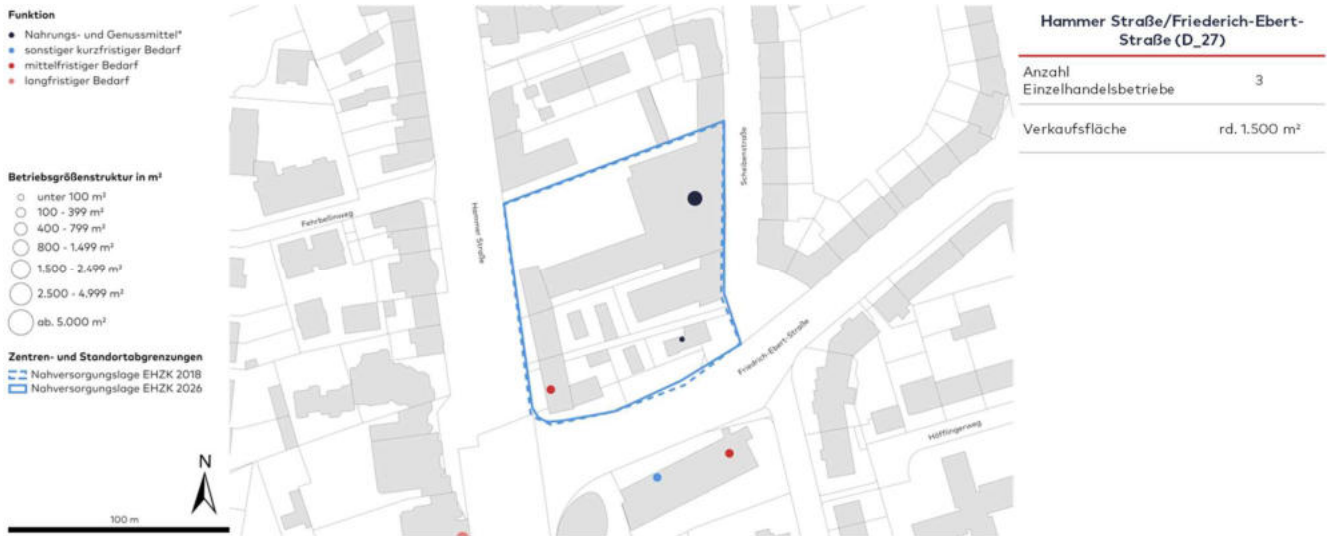 Funktion
Nahrungs- und Genussmittel*
sonstiger kurzfristiger Bedarf
mittelfristiger Bedarf
langfristiger Bedarf
Betriebsgrößenstruktur in m²
unter 100 m²
100 - 399 m²
400 - 799 m²
800 - 1.499 m²
1.500 - 2.499 m²
2.500 - 4.999 m²
ab. 5.000 m²
Zentren- und Standortabgrenzungen
Nahversorgungslage EHZK 2018
Nahversorgungslage EHZK 2026
N
100 m
Fehrbellinweg
Hammer Straße
Scheibenstraße
Friedrich-Ebert-Straße
Höfflingerweg
Hammer Straße/Friederich-Ebert-
Straße (D_27)
Anzahl
Einzelhandelsbetriebe 3
Verkaufsfläche rd. 1.500 m²